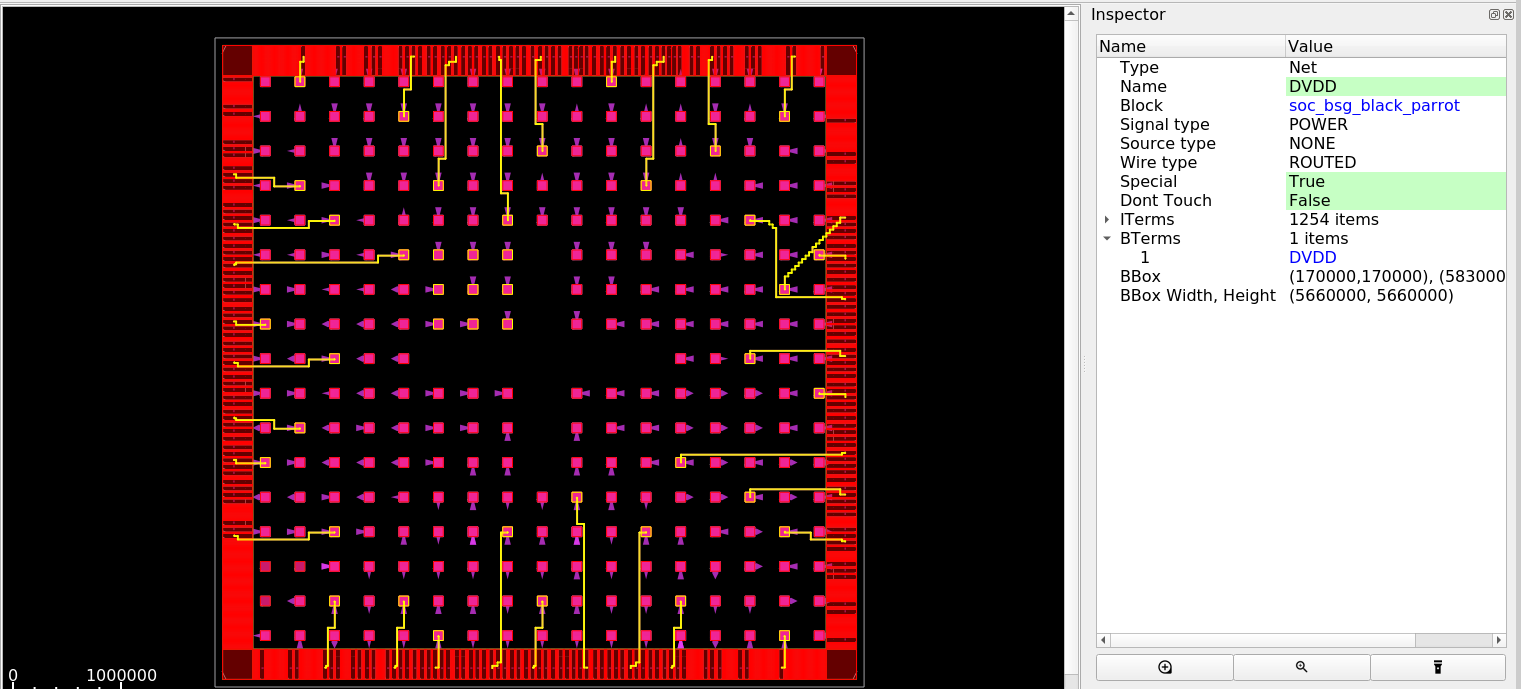 Inspector
Name Value
Type Net
Name DVDD
Block soc_bsg_black_parrot
Signal type POWER
Source type NONE
Wire type ROUTED
Special True
Dont Touch False
ITerms 1254 items
BTerms 1 items
1 DVDD
BBox (170000,170000), (583000
BBox Width, Height (5660000, 5660000)
0 1000000